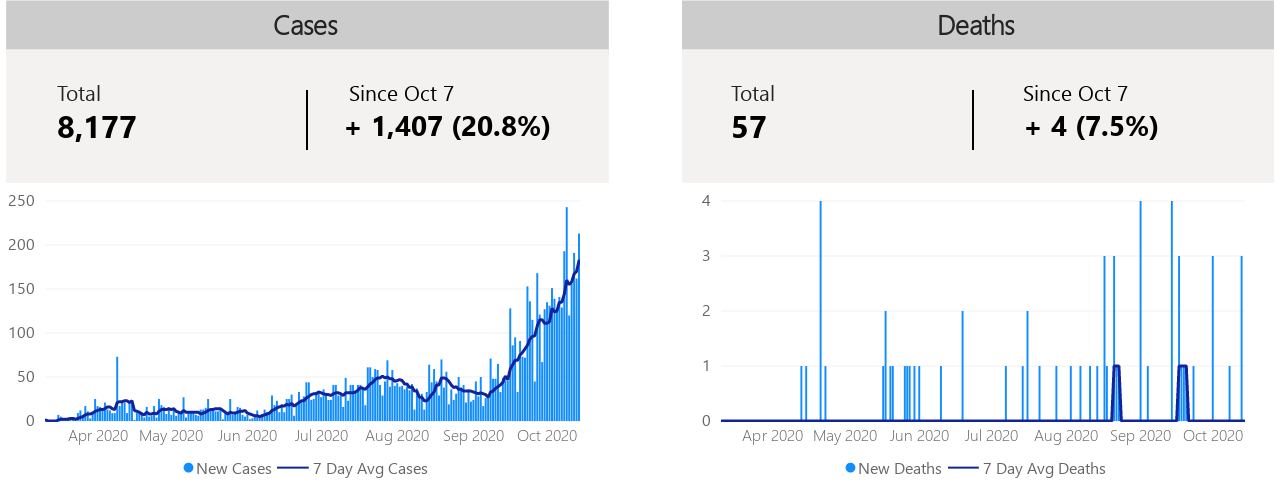 Cases
Total
Since Oct 7
8,177
+ 1,407 (20.8%)
250
200
150
100
50
0
Apr 2020 May 2020 Jun 2020 Jul 2020 Aug 2020 Sep 2020 Oct 2020
New Cases 7 Day Avg Cases
Deaths
Total
Since Oct 7
57
+ 4 (7.5%)
4
3
2
1
0
Apr 2020 May 2020 Jun 2020 Jul 2020 Aug 2020 Sep 2020 Oct 2020
New Deaths 7 Day Avg Deaths